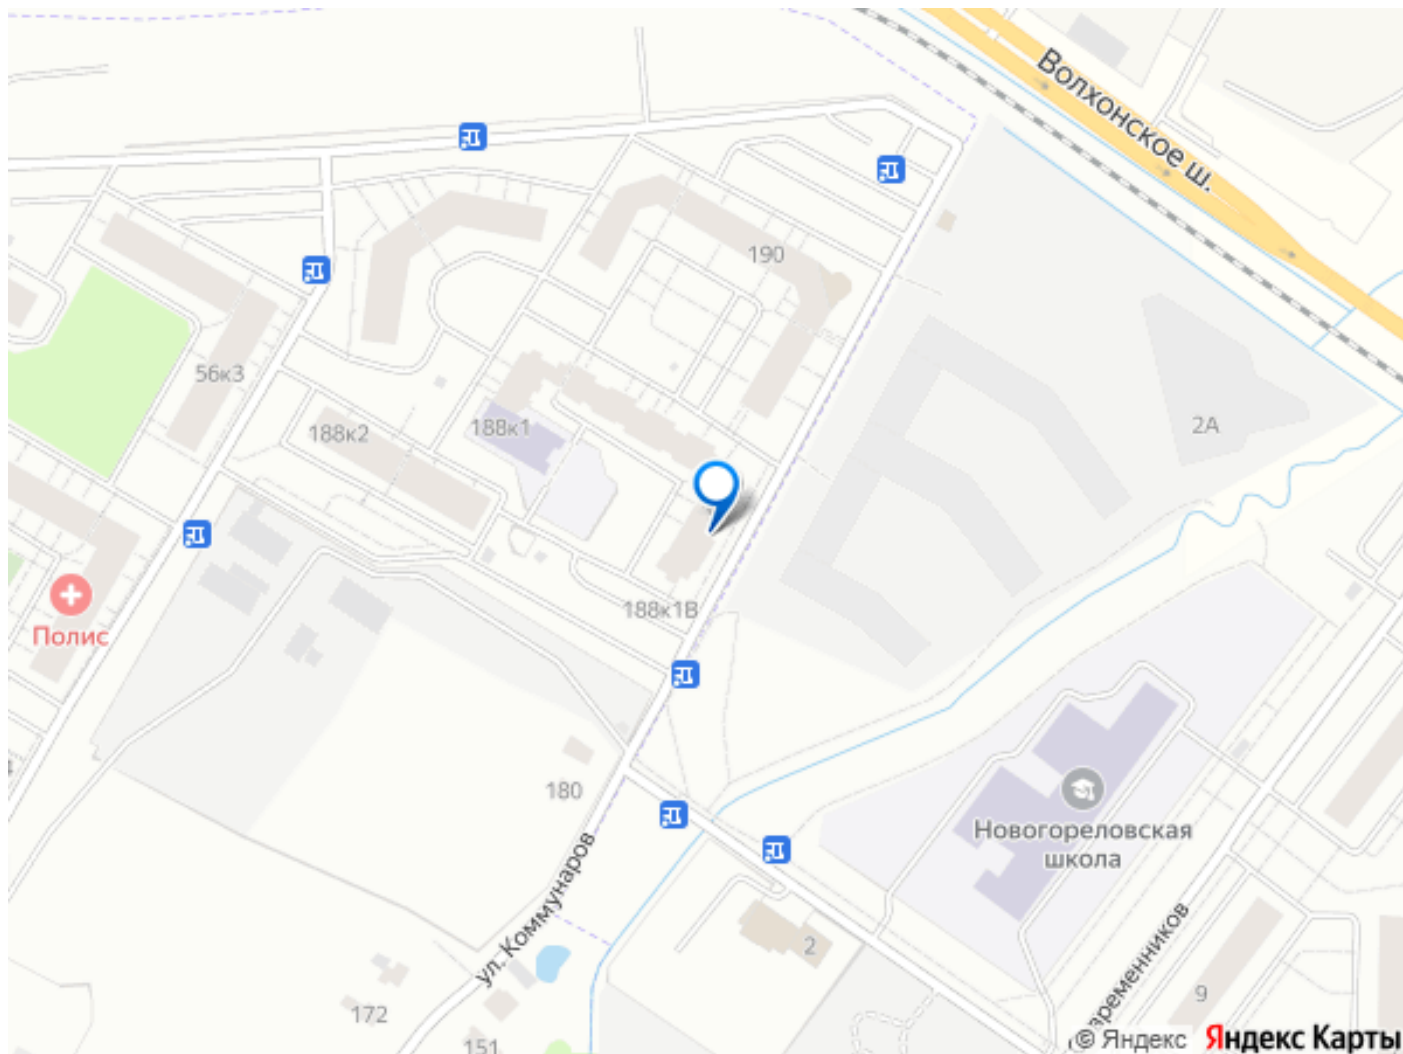 Волхонское ш.
190
56к3
188к2
188к1
2А
188к1В
Полис
180
Новогореловская
школа
ул. Коммунаров
2
9
172
151
© Яндекс
Яндекс Карты